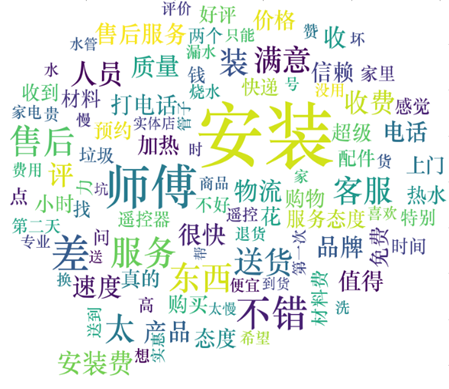 评价
好评
价格
赞
水管
售后服务
两个
只能
收
坏
漏水
装
满意
人员
质量
钱
信赖
家里
水
收到
材料
打电话
烧水
快递
号
没用
收费
感觉
家电
贵
慢
实体店
管子
安装
超级
电话
售后
预约
加热
时
配件
货
垃圾
上门
费用
评
力
坑
师傅
商品
物流
家
购物
客服
热水
点
小时
找
不好
遥控器
遥控
花
服务态度
喜欢
特别
第二天
专业
问
送
差
服务
很快
退货
帮
送货
第一次
品牌
免费
时间
换
速度
真的
东西
便宜
到货
不错
材料费
值得
高
购买
太慢
洗
送到
太
产品
实惠
态度
希望
安装费
想